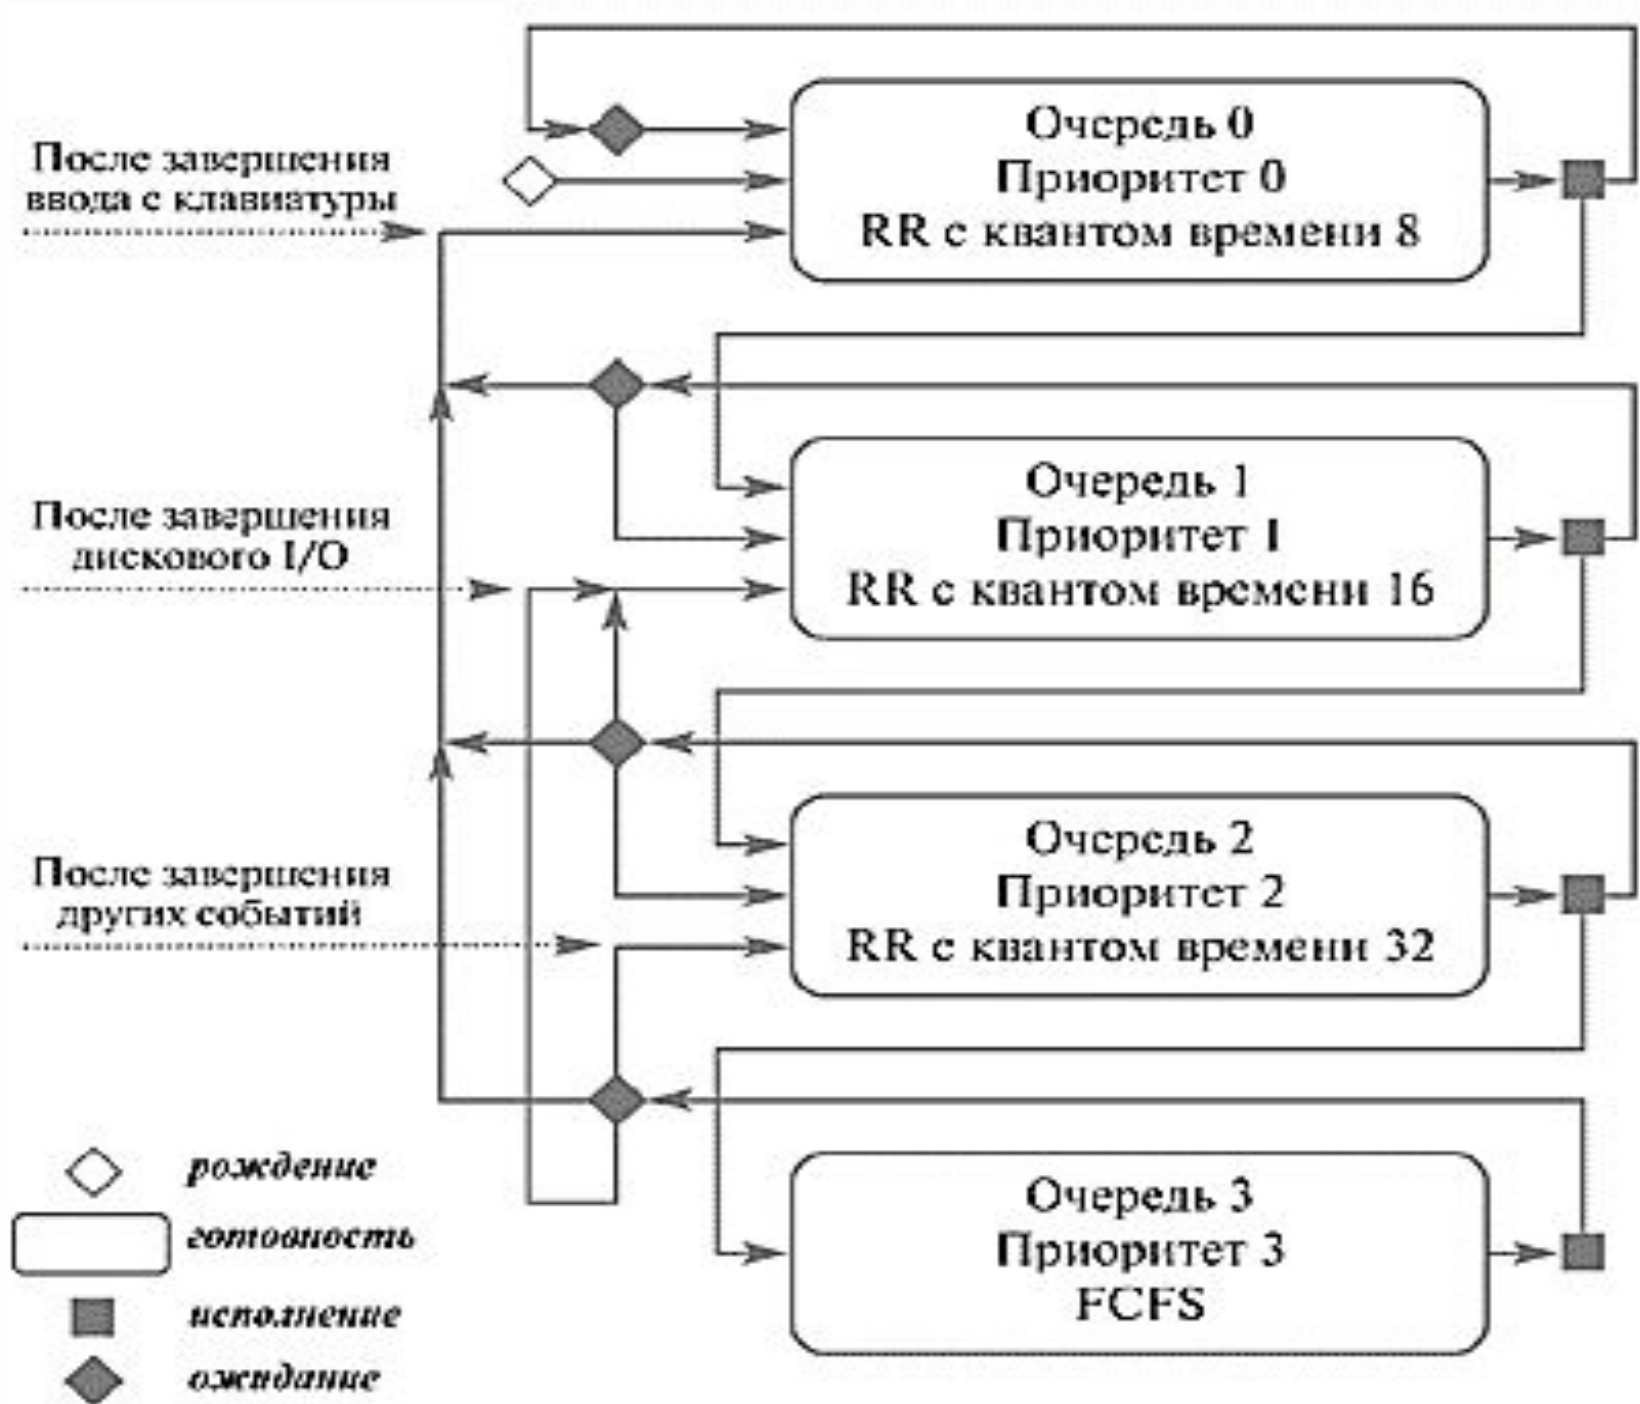 Очередь 0
Приоритет 0
RR с квантом времени 8
После завершения
ввода с клавиатуры
Очередь 1
Приоритет 1
RR с квантом времени 16
После завершения
дискового I/O
Очередь 2
Приоритет 2
RR с квантом времени 32
После завершения
других событий
Очередь 3
Приоритет 3
FCFS
рождение
готовность
исполнение
ожидание